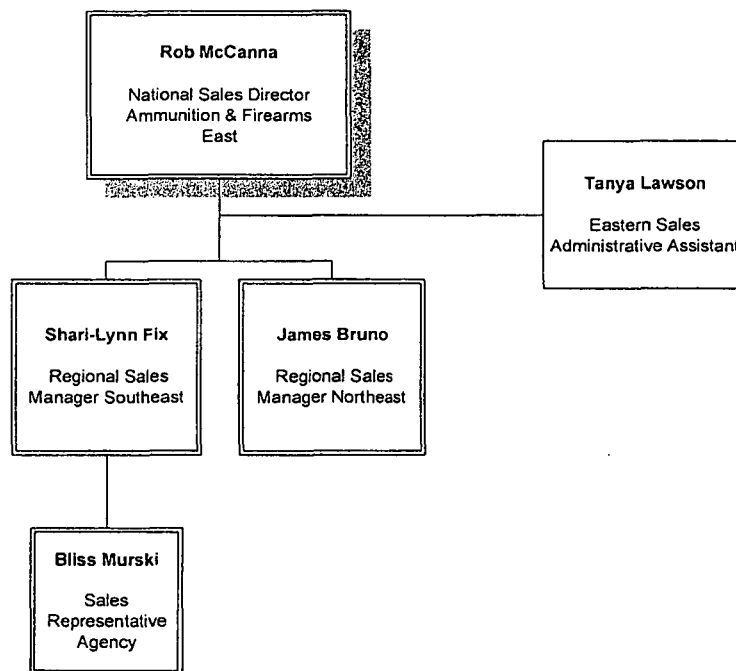 Rob McCanna
National Sales Director
Ammunition & Firearms
East
Tanya Lawson
Eastern Sales
Administrative Assistant
Shari-Lynn Fix
Regional Sales
Manager Southeast
James Bruno
Regional Sales
Manager Northeast
Bliss Murski
Sales
Representative
Agency